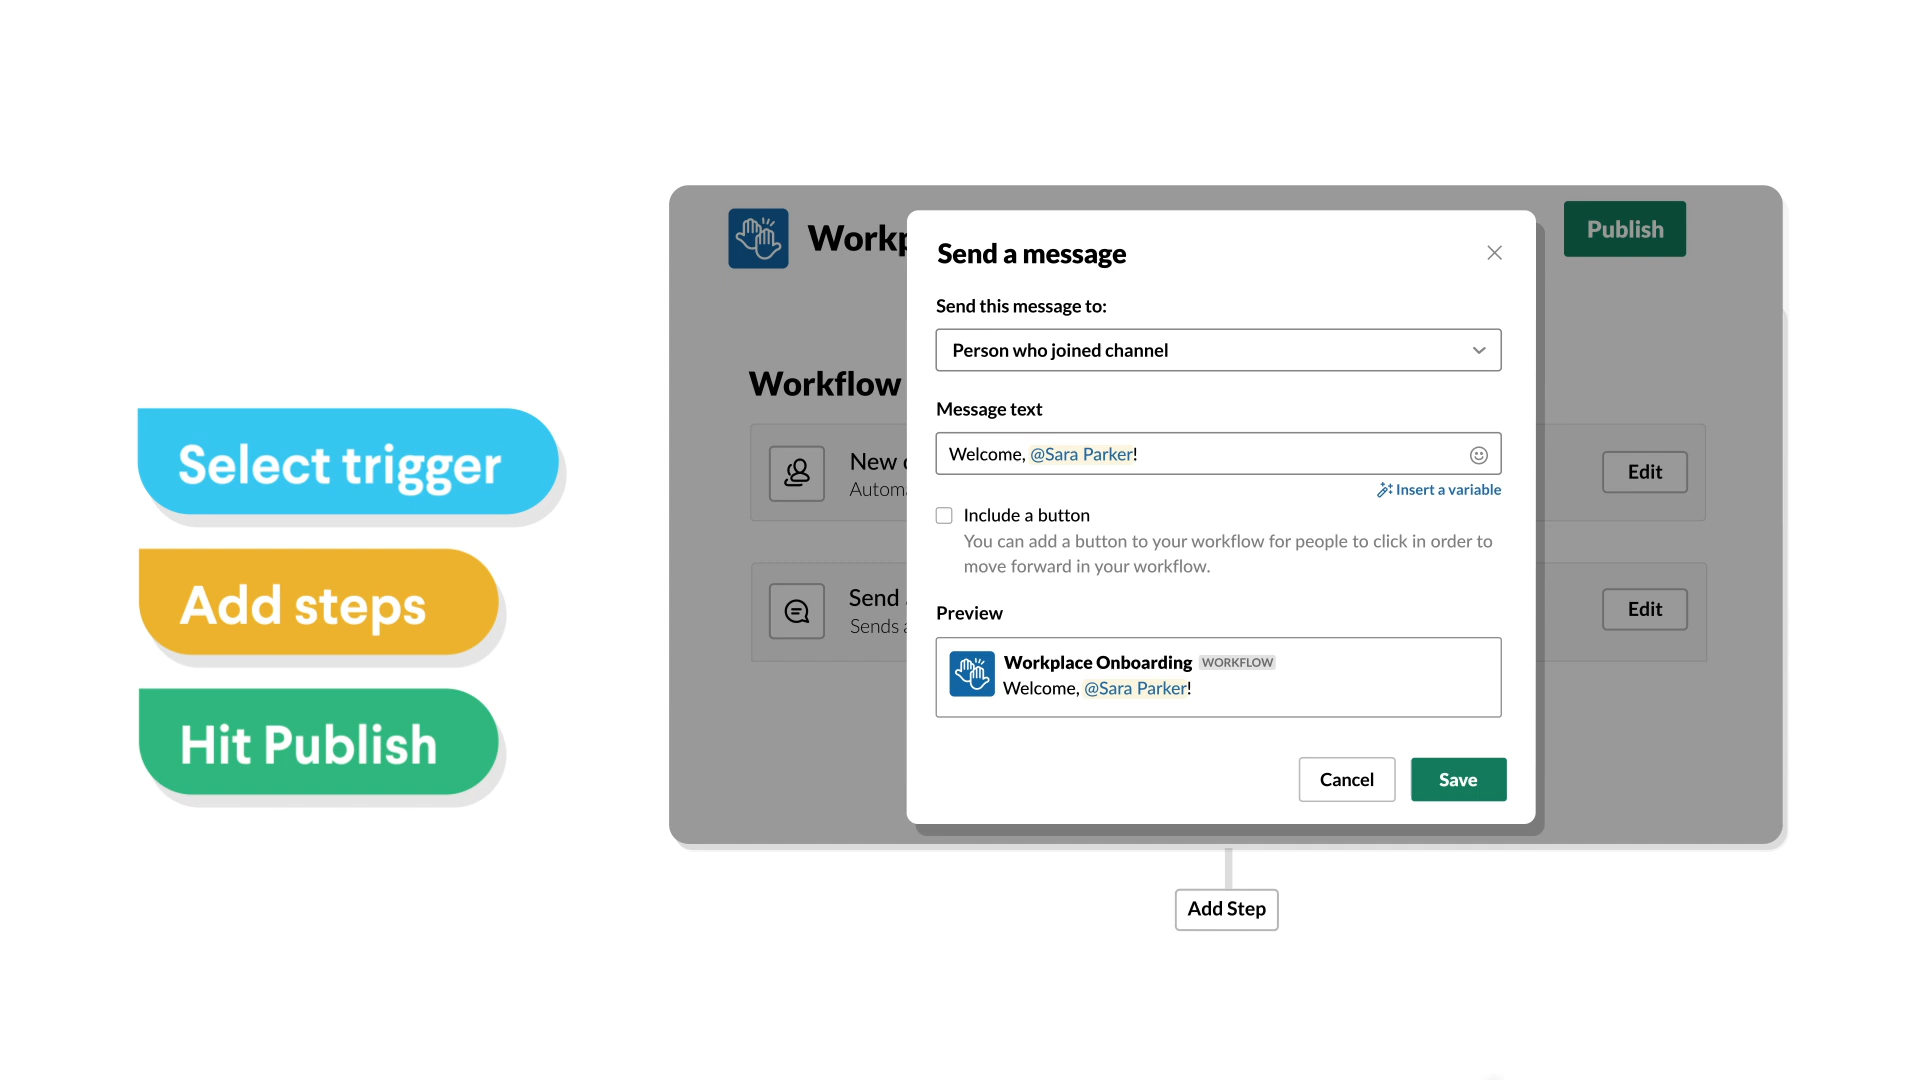 Select trigger
Add steps
Hit Publish
Publish
Send a message
Send this message to:
Person who joined channel
Message text
Welcome, @Sara Parker!
Insert a variable
Include a button
You can add a button to your workflow for people to click in order to
move forward in your workflow.
Preview
Workplace Onboarding WORKFLOW
Welcome, @Sara Parker!
Cancel Save
Workflow
New
Edit
Send
Sends
Edit
Add Step